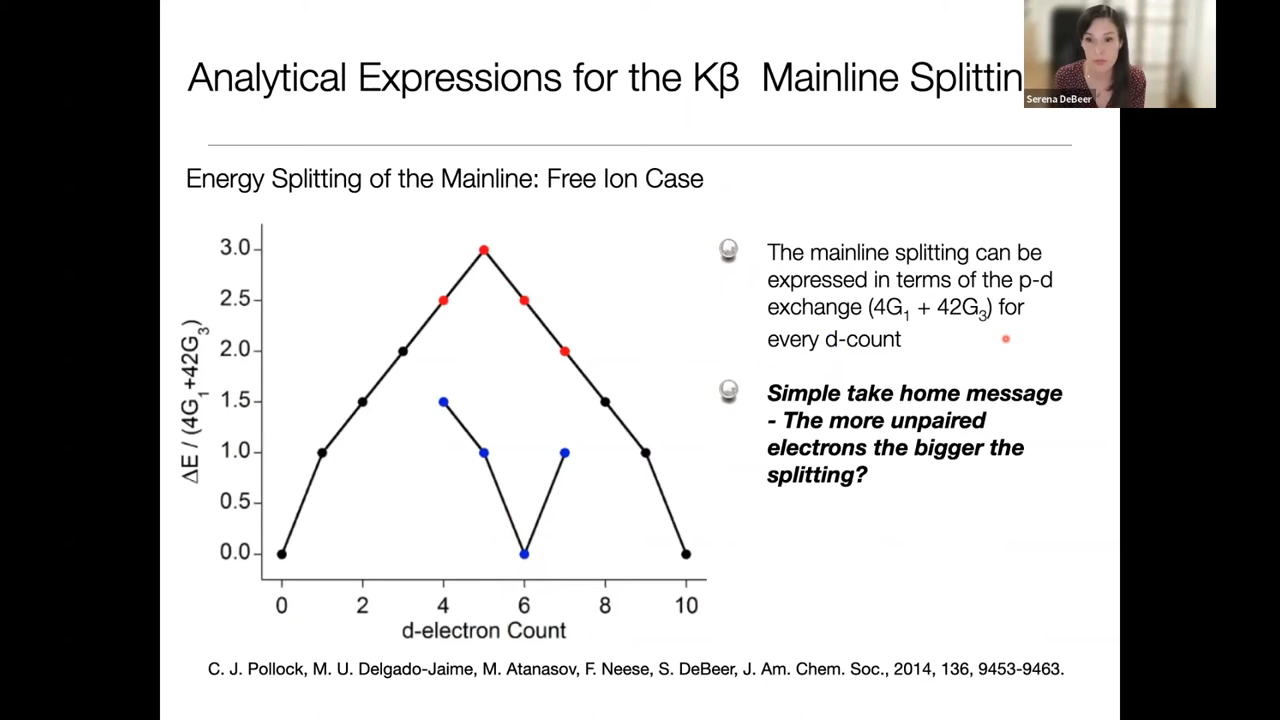 Analytical Expressions for the Kβ Mainline Splittin
Serena DeBeer
Energy Splitting of the Mainline: Free Ion Case
ΔE / (4G1+42G3)
3.0
2.5
2.0
1.5
1.0
0.5
0.0
0 2 4 6 8 10
d-electron Count
The mainline splitting can be
expressed in terms of the p-d
exchange (4G1 + 42G3) for
every d-count
Simple take home message
- The more unpaired
electrons the bigger the
splitting?
C. J. Pollock, M. U. Delgado-Jaime, M. Atanasov, F. Neese, S. DeBeer, J. Am. Chem. Soc., 2014, 136, 9453-9463.